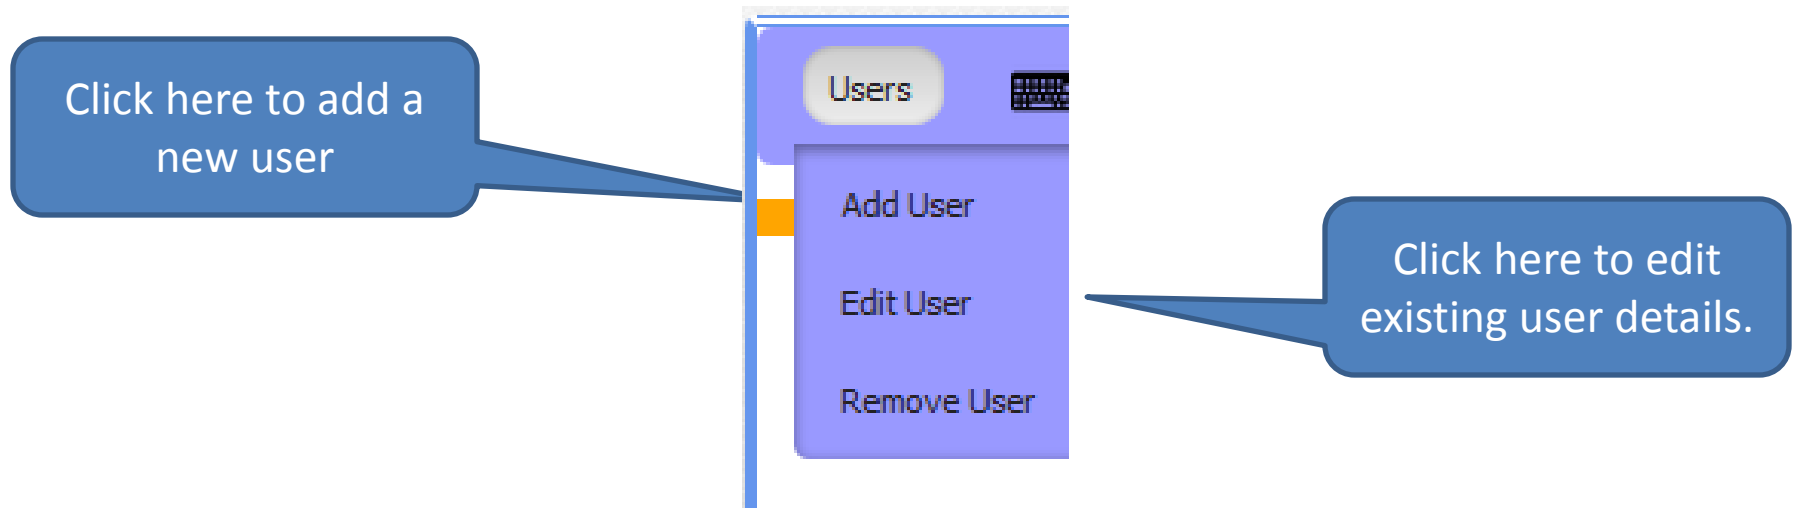 Click here to add a
new user
Users
Add User
Edit User
Remove User
Click here to edit
existing user details.